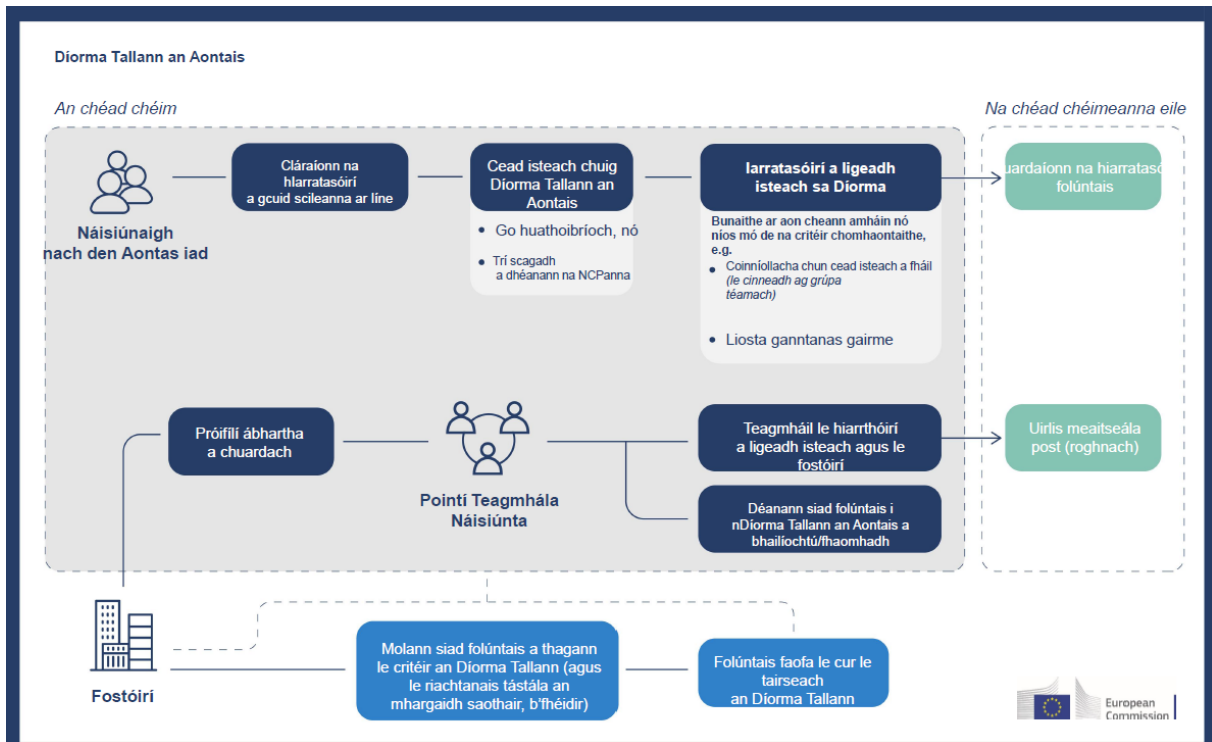 Díorma Tallann an Aontais
An chéad chéim
Na chéad chéimeanna eile
Náisiúnaigh
nach den Aontas iad
Cláraíonn na
hIarratasóirí
a gcuid scileanna ar líne
Cead isteach chuig
Díorma Tallann an
Aontais
Go huathoibríoch, nó
Trí scagadh
a dhéanann na NCPanna
Iarratasóirí a ligeadh
isteach sa Díorma
Bunaithe ar aon cheann amháin nó
níos mó de na critéir chomhaontaithe,
e.g.
Coinníollacha chun cead isteach a fháil
(le cinneadh ag grúpa
téamach)
Liosta ganntanas gairme
uardaíonn na hiarratasó
folúntais
Próifílí ábhartha
a chuardach
Pointí Teagmhála
Náisiúnta
Teagmháil le hiarrthóirí
a ligeadh isteach agus le
fostóirí
Déanann siad folúntais i
nDíorma Tallann an Aontais a
bhailíochtú/fhaomhadh
Uirlis meaitseála
post (roghnach)
Fostóirí
Molann siad folúntais a thagann
le critéir an Díorma Tallann (agus
le riachtanais tástála an
mhargaidh saothair, b'fhéidir)
Folúntais faofa le cur le
tairseach
an Díorma Tallann
European
Commission